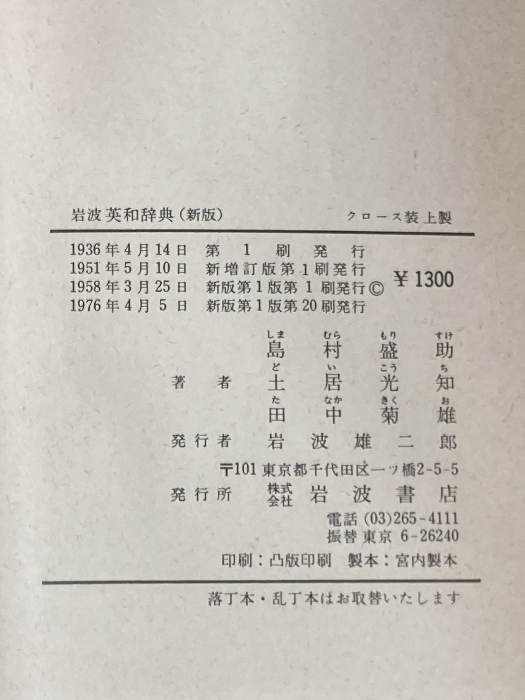 岩波 英和辞典（新版） クロース装 上製
1936年4月14日 第1刷発行
1951年5月10日 新増訂版第1刷発行
1958年3月25日 新版第1版第1刷発行©
1976年4月5日 新版第1版第20刷発行
¥1300
しま むら もり すけ
島村盛助
ど い こう ち
著者 土居光知
た なか きく お
田中菊雄
発行者 岩波雄二郎
〒101 東京都千代田区一ツ橋2-5-5
発行所 株式会社 岩波書店
電話 (03)265-4111
振替 東京 6-26240
印刷：凸版印刷 製本：宮内製本
落丁本・乱丁本はお取替いたします